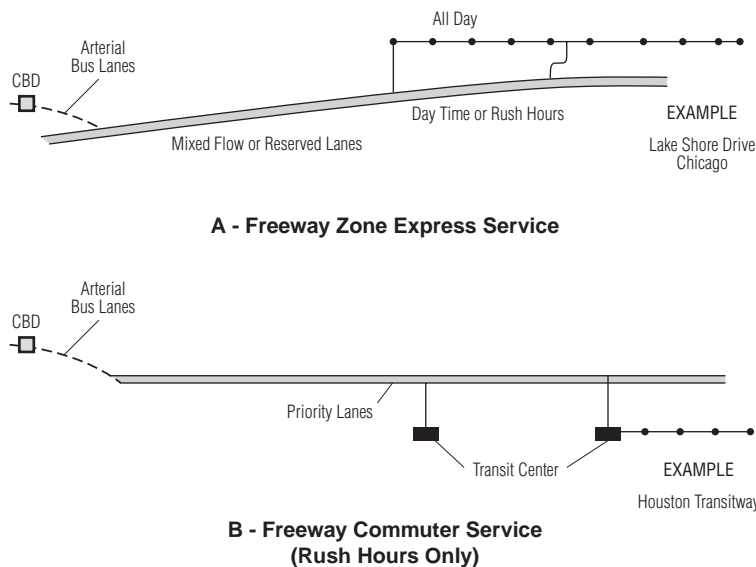 All Day
Arterial
Bus Lanes
CBD
Day Time or Rush Hours
EXAMPLE
Mixed Flow or Reserved Lanes
Lake Shore Drive
Chicago
A - Freeway Zone Express Service
Arterial
Bus Lanes
CBD
Priority Lanes
Transit Center
EXAMPLE
Houston Transitway
B - Freeway Commuter Service
(Rush Hours Only)